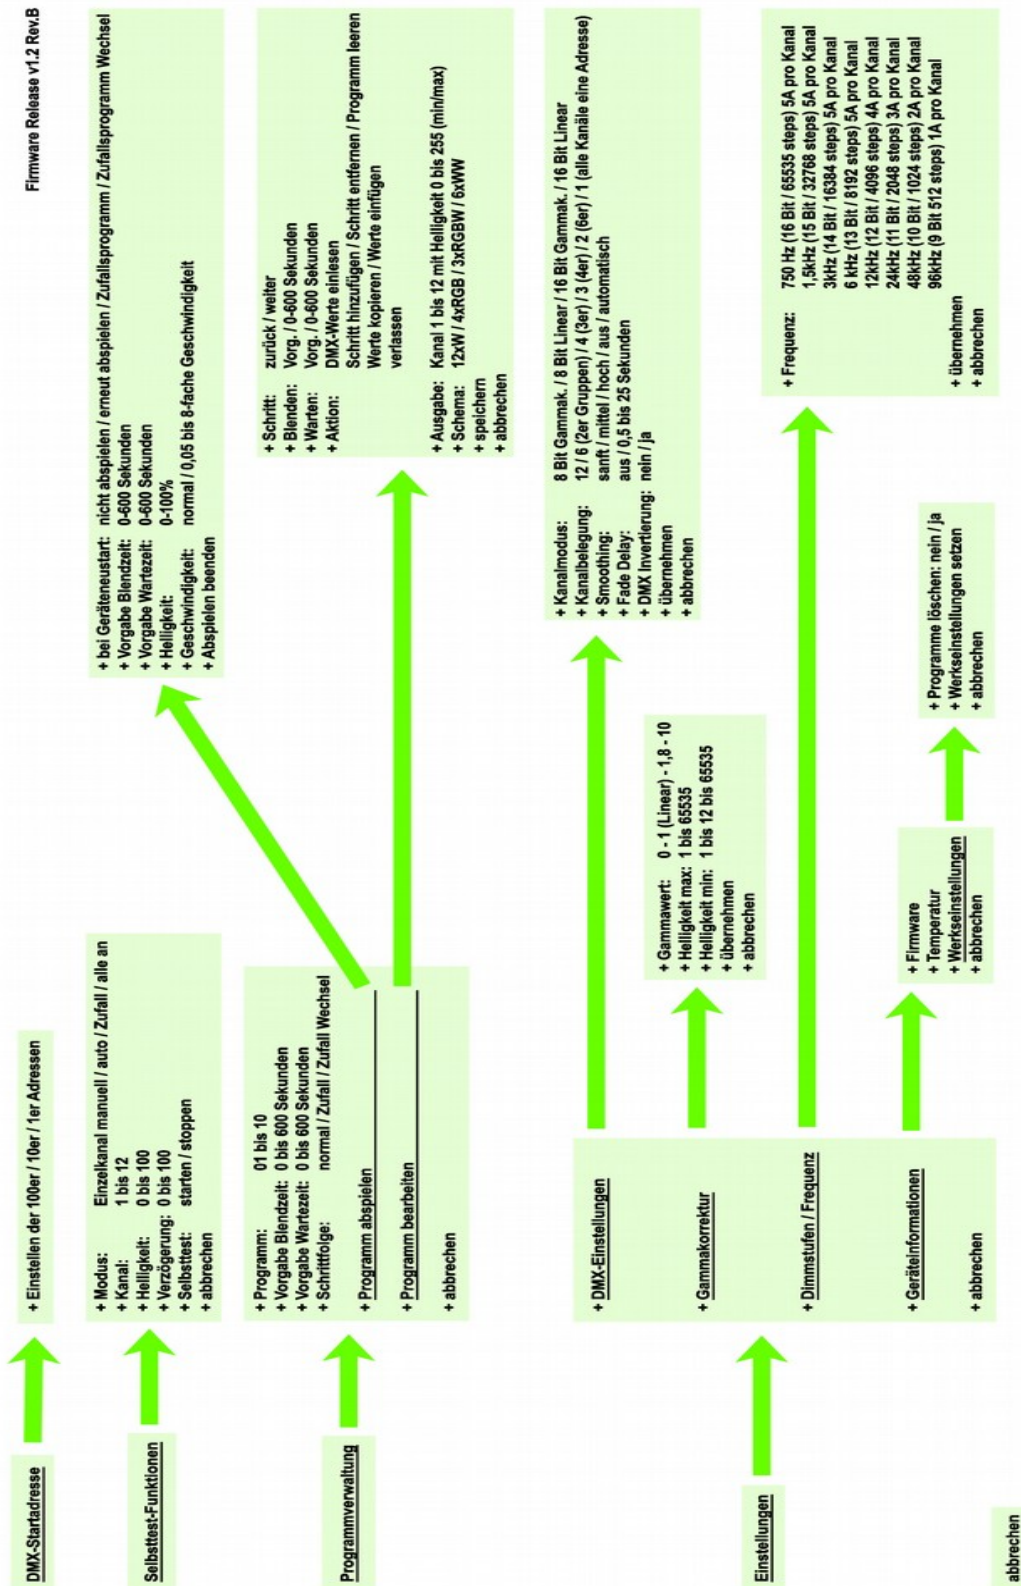 Firmware Release v1.2 Rev.B
DMX-Startadresse
+ Einstellen der 100er / 10er / 1er Adressen
Selbsttest-Funktionen
+ Modus: Einzelkanal manuell / auto / Zufall / alle an
+ Kanal: 1 bis 12
+ Helligkeit: 0 bis 100
+ Verzögerung: 0 bis 100
+ Selbsttest: starten / stoppen
+ abbrechen
Programmverwaltung
+ Programm: 01 bis 10
+ Vorgabe Blendzeit: 0 bis 600 Sekunden
+ Vorgabe Wartezeit: 0 bis 600 Sekunden
+ Schrittfolge: normal / Zufall / Zufall Wechsel
+ Programm abspielen
+ Programm bearbeiten
+ abbrechen
+ bei Geräteneustart: nicht abspielen / erneut abspielen / Zufallsprogramm / Zufallsprogramm Wechsel
+ Vorgabe Blendzeit: 0-600 Sekunden
+ Vorgabe Wartezeit: 0-600 Sekunden
+ Helligkeit: 0-100%
+ Geschwindigkeit: normal / 0,05 bis 8-fache Geschwindigkeit
+ Abspielen beenden
+ Schritt: zurück / weiter
+ Blenden: Vorg. / 0-600 Sekunden
+ Warten: Vorg. / 0-600 Sekunden
+ Aktion: DMX-Werte einlesen
Schritt hinzufügen / Schritt entfernen / Programm leeren
Werte kopieren / Werte einfügen
verlassen
+ Ausgabe: Kanal 1 bis 12 mit Helligkeit 0 bis 255 (min/max)
+ Schema: 12xW / 4xRGB / 3xRGBW / 6xWW
+ speichern
+ abbrechen
Einstellungen
+ DMX-Einstellungen
+ Gammakorrektur
+ Dimmstufen / Frequenz
+ Geräteinformationen
+ abbrechen
+ Kanalmodus: 8 Bit Gammak. / 8 Bit Linear / 16 Bit Gammak. / 16 Bit Linear
+ Kanalbelegung: 12 / 6 (2er Gruppen) / 4 (3er) / 3 (4er) / 2 (6er) / 1 (alle Kanäle eine Adresse)
+ Smoothing: sanft / mittel / hoch / aus / automatisch
+ Fade Delay: aus / 0,5 bis 25 Sekunden
+ DMX Invertierung: nein / ja
+ übernehmen
+ abbrechen
+ Gammawert: 0 - 1 (Linear) - 1,8 - 10
+ Helligkeit max: 1 bis 65535
+ Helligkeit min: 1 bis 12 bis 65535
+ übernehmen
+ abbrechen
+ Frequenz: 750 Hz (16 Bit / 65535 steps) 5A pro Kanal
1,5kHz (15 Bit / 32768 steps) 5A pro Kanal
3kHz (14 Bit / 16384 steps) 5A pro Kanal
6 kHz (13 Bit / 8192 steps) 5A pro Kanal
12kHz (12 Bit / 4096 steps) 4A pro Kanal
24kHz (11 Bit / 2048 steps) 3A pro Kanal
48kHz (10 Bit / 1024 steps) 2A pro Kanal
96kHz (9 Bit 512 steps) 1A pro Kanal
+ übernehmen
+ abbrechen
+ Firmware
+ Temperatur
+ Werkseinstellungen
+ abbrechen
+ Programme löschen: nein / ja
+ Werkseinstellungen setzen
+ abbrechen
abbrechen